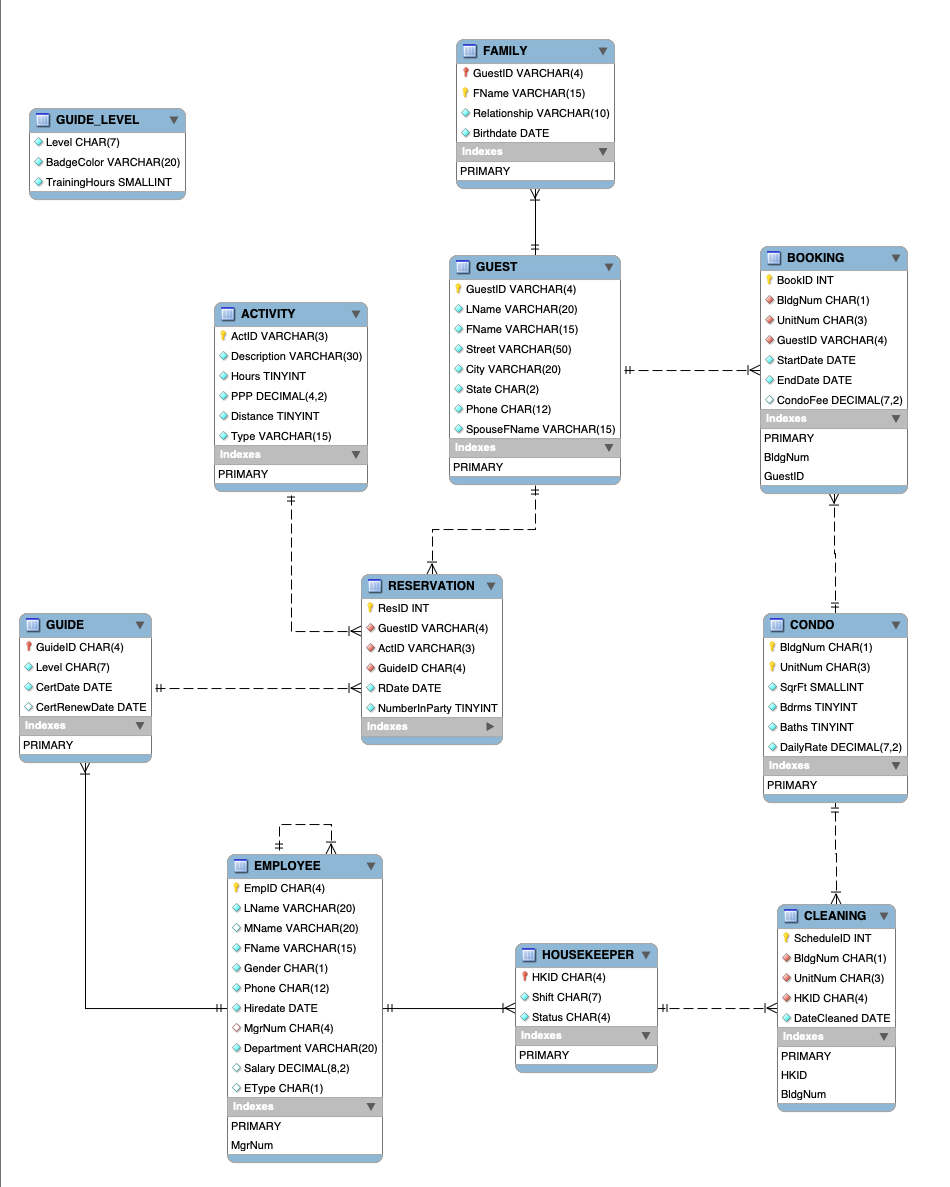 FAMILY
GuestID VARCHAR(4)
FName VARCHAR(15)
Relationship VARCHAR(10)
Birthdate DATE
Indexes
PRIMARY
GUIDE_LEVEL
Level CHAR(7)
BadgeColor VARCHAR(20)
TrainingHours SMALLINT
GUEST
GuestID VARCHAR(4)
LName VARCHAR(20)
FName VARCHAR(15)
Street VARCHAR(50)
City VARCHAR(20)
State CHAR(2)
Phone CHAR(12)
SpouseFName VARCHAR(15)
Indexes
PRIMARY
BOOKING
BookID INT
BldgNum CHAR(1)
UnitNum CHAR(3)
GuestID VARCHAR(4)
StartDate DATE
EndDate DATE
CondoFee DECIMAL(7,2)
Indexes
PRIMARY
BldgNum
GuestID
ACTIVITY
ActID VARCHAR(3)
Description VARCHAR(30)
Hours TINYINT
PPP DECIMAL(4,2)
Distance TINYINT
Type VARCHAR(15)
Indexes
PRIMARY
RESERVATION
ResID INT
GuestID VARCHAR(4)
ActID VARCHAR(3)
GuideID CHAR(4)
RDate DATE
NumberInParty TINYINT
Indexes
GUIDE
GuideID CHAR(4)
Level CHAR(7)
CertDate DATE
CertRenewDate DATE
Indexes
PRIMARY
CONDO
BldgNum CHAR(1)
UnitNum CHAR(3)
SqrFt SMALLINT
Bdrms TINYINT
Baths TINYINT
DailyRate DECIMAL(7,2)
Indexes
PRIMARY
EMPLOYEE
EmpID CHAR(4)
LName VARCHAR(20)
MName VARCHAR(20)
FName VARCHAR(15)
Gender CHAR(1)
Phone CHAR(12)
Hiredate DATE
MgrNum CHAR(4)
Department VARCHAR(20)
Salary DECIMAL(8,2)
EType CHAR(1)
Indexes
PRIMARY
MgrNum
HOUSEKEEPER
HKID CHAR(4)
Shift CHAR(7)
Status CHAR(4)
Indexes
PRIMARY
CLEANING
ScheduleID INT
BldgNum CHAR(1)
UnitNum CHAR(3)
HKID CHAR(4)
DateCleaned DATE
Indexes
PRIMARY
HKID
BldgNum